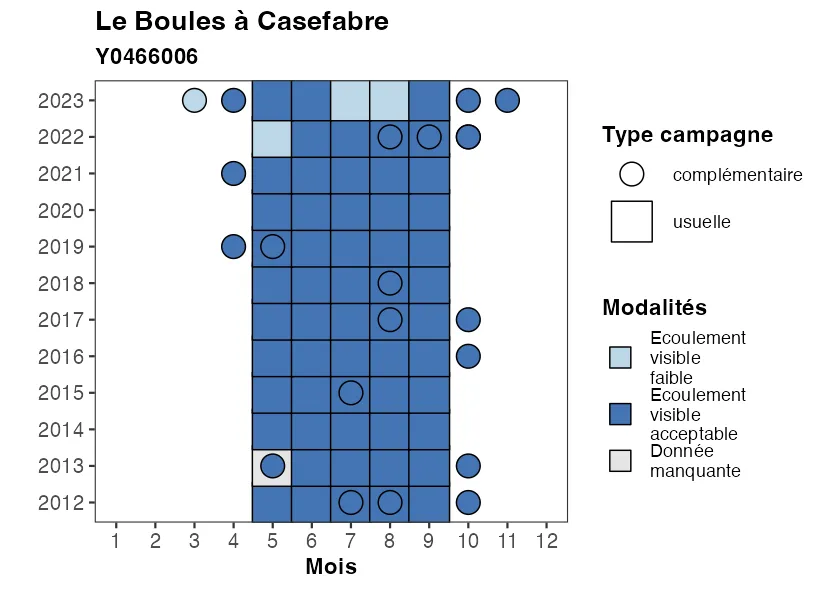 Le Boules à Casefabre
Y0466006
2023
2022
2021
2020
2019
2018
2017
2016
2015
2014
2013
2012
1 2 3 4 5 6 7 8 9 10 11 12
Mois
Type campagne
complémentaire
usuelle
Modalités
Ecoulement
visible
faible
Ecoulement
visible
acceptable
Donnée
manquante